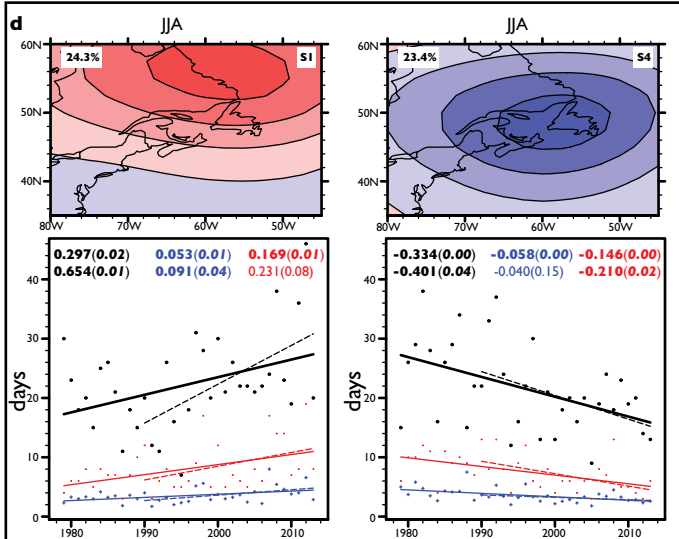 d
JJA
JJA
60N
24.3%
S1
50N
40N
80W 70W 60W 50W
60N
23.4%
S4
50N
40N
80W 70W 60W 50W
0.297(0.02) 0.053(0.01) 0.169(0.01)
0.654(0.01) 0.091(0.04) 0.231(0.08)
40
30
20
10
0
days
1980 1990 2000 2010
-0.334(0.00) -0.058(0.00) -0.146(0.00)
-0.401(0.04) -0.040(0.15) -0.210(0.02)
40
30
20
10
0
days
1980 1990 2000 2010